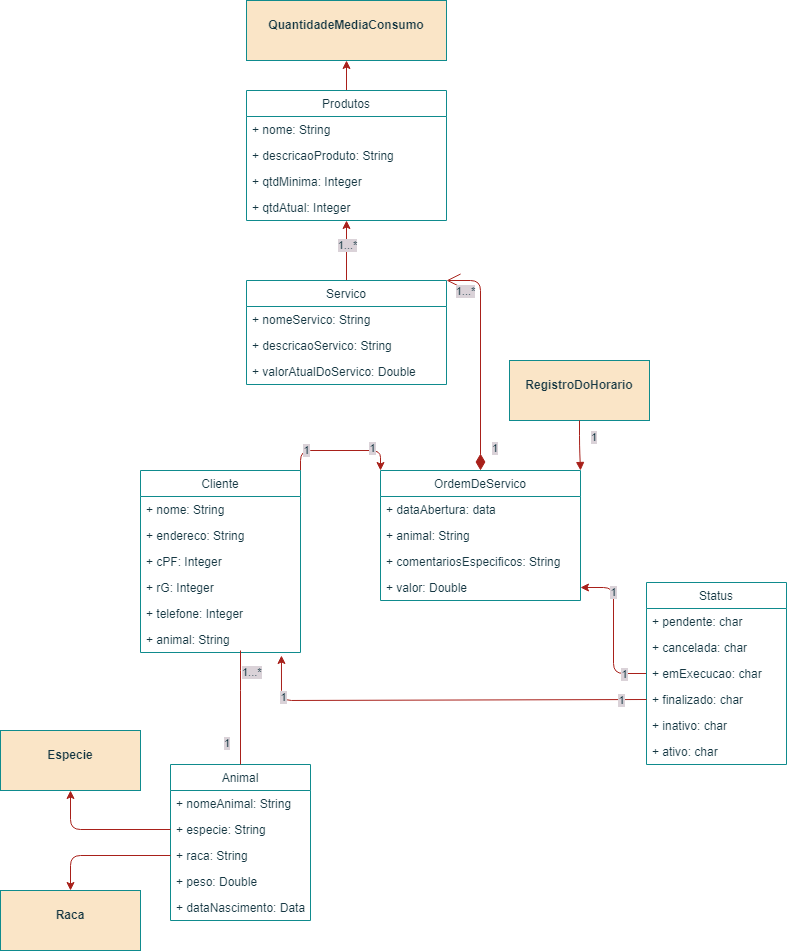 QuantidadeMediaConsumo
Produtos
+ nome: String
+ descricaoProduto: String
+ qtdMinima: Integer
+ qtdAtual: Integer
1...*
Servico
+ nomeServico: String
+ descricaoServico: String
+ valorAtualDoServico: Double
1...*
RegistroDoHorario
1
1
1
1
Cliente
+ nome: String
+ endereco: String
+ cPF: Integer
+ rG: Integer
+ telefone: Integer
+ animal: String
OrdemDeServico
+ dataAbertura: data
+ animal: String
+ comentariosEspecificos: String
+ valor: Double
1
1
Status
+ pendente: char
+ cancelada: char
+ emExecucao: char
+ finalizado: char
+ inativo: char
+ ativo: char
1...*
1
1
1
Especie
Animal
+ nomeAnimal: String
+ especie: String
+ raca: String
+ peso: Double
+ dataNascimento: Data
Raca